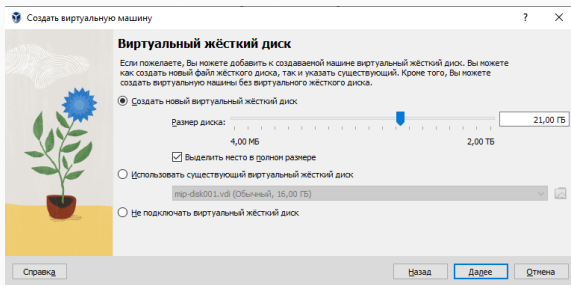 Создать виртуальную машину
Виртуальный жёсткий диск
Если пожелаете, Вы можете добавить к создаваемой машине виртуальный жёсткий диск. Вы можете
как создать новый файл жёсткого диска, так и указать существующий. Кроме того, Вы можете
создать виртуальную машину без виртуального жёсткого диска.
Создать новый виртуальный жёсткий диск
Размер диска:
21,00 ГБ
4,00 МБ 2,00 ТБ
Выделить место в полном размере
Использовать существующий виртуальный жёсткий диск
mip-disk001.vdi (Обычный, 16,00 ГБ)
Не подключать виртуальный жёсткий диск
Справка Назад Далее Отмена